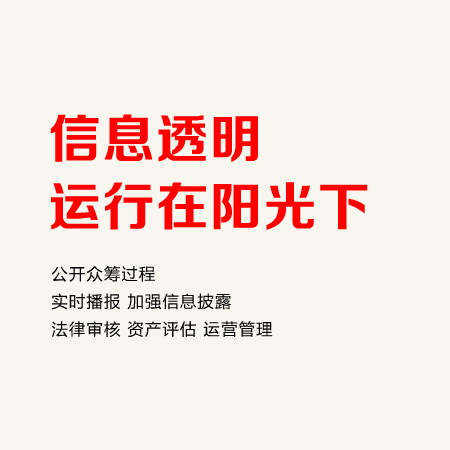 信息透明
运行在阳光下
公开众筹过程
实时播报 加强信息披露
法律审核 资产评估 运营管理